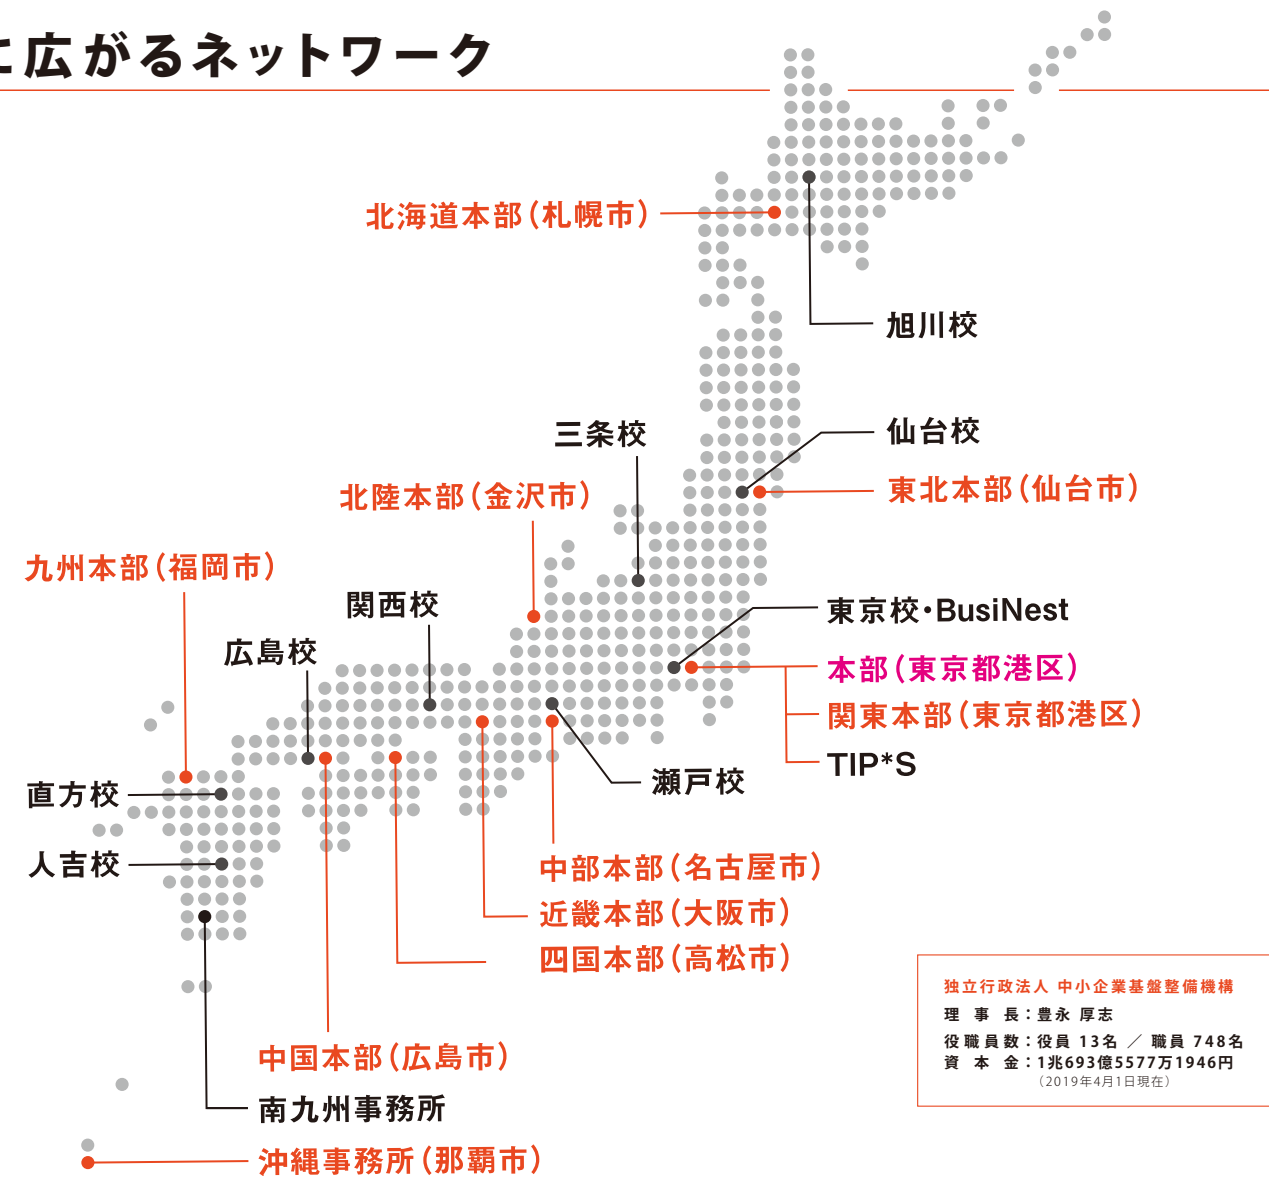 に広がるネットワーク
北海道本部(札幌市)
旭川校
三条校
仙台校
東北本部(仙台市)
北陸本部(金沢市)
九州本部(福岡市)
関西校
東京校・BusiNest
広島校
本部(東京都港区)
関東本部(東京都港区)
TIP*S
瀬戸校
直方校
人吉校
中部本部(名古屋市)
近畿本部(大阪市)
四国本部(高松市)
独立行政法人 中小企業基盤整備機構
理事長:豊永 厚志
役職員数:役員 13名 / 職員 748名
資本金:1兆693億5577万1946円
(2019年4月1日現在)
中国本部(広島市)
南九州事務所
沖縄事務所(那覇市)